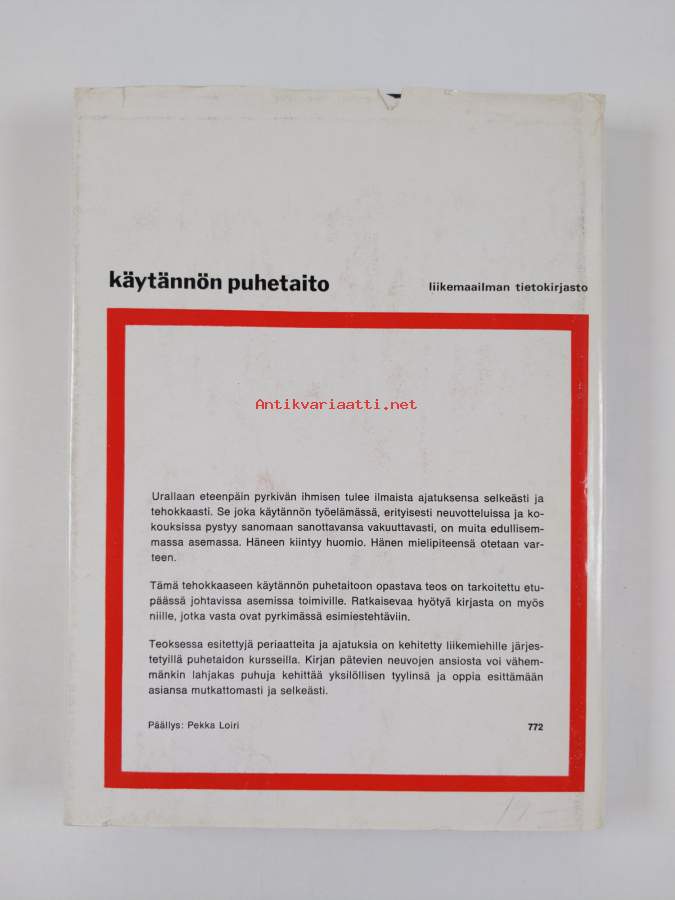 käytännön puhetaito
liikemaailman tietokirjasto
Antikvariaatti.net
Urallaan eteenpäin pyrkivän ihmisen tulee ilmaista ajatuksensa selkeästi ja
tehokkaasti. Se joka käytännön työelämässä, erityisesti neuvotteluissa ja ko-
kouksissa pystyy sanomaan sanottavansa vakuuttavasti, on muita edullisem-
massa asemassa. Häneen kiintyy huomio. Hänen mielipiteensä otetaan var-
teen.
Tämä tehokkaaseen käytännön puhetaitoon opastava teos on tarkoitettu etu-
päässä johtavissa asemissa toimiville. Ratkaisevaa hyötyä kirjasta on myös
niille, jotka vasta ovat pyrkimässä esimiestehtäviin.
Teoksessa esitettyjä periaatteita ja ajatuksia on kehitetty liikemiehille järjes-
tetyillä puhetaidon kursseilla. Kirjan pätevien neuvojen ansiosta voi vähem-
mänkin lahjakas puhuja kehittää yksilöllisen tyylinsä ja oppia esittämään
asiansa mutkattomasti ja selkeästi.
Päällys: Pekka Loiri
772